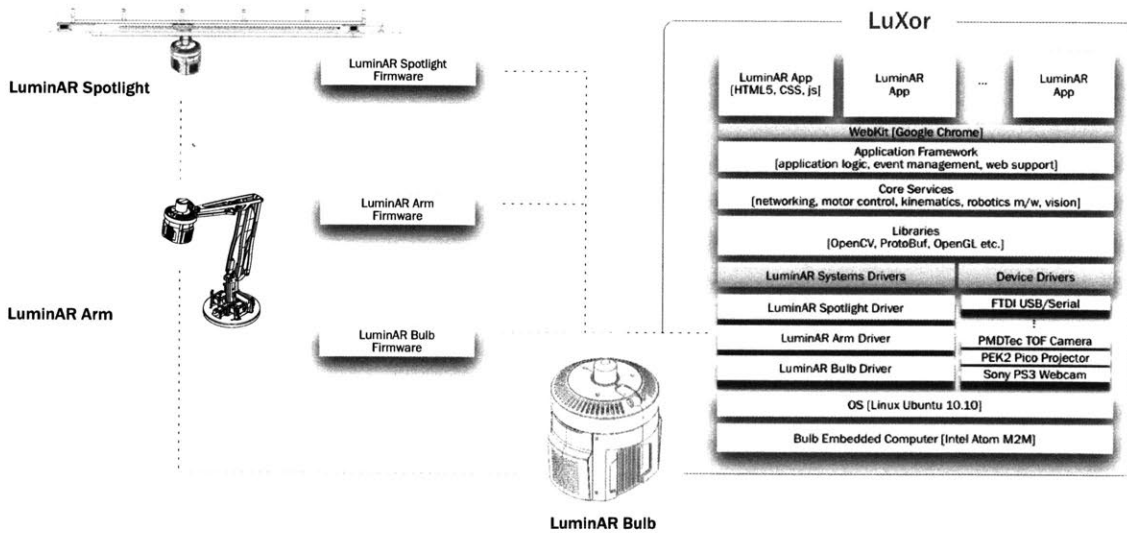 LuXor
LuminAR Spotlight
LuminAR Spotlight
Firmware
LuminAR Arm
LuminAR Arm
Firmware
LuminAR Bulb
Firmware
LuminAR Bulb
LuminAR App
[HTML5, CSS, js]
LuminAR
App
...
LuminAR
App
WebKit [Google Chrome]
Application Framework
[application logic, event management, web support]
Core Services
[networking, motor control, kinematics, robotics m/w, vision]
Libraries
[OpenCV, ProtoBuf, OpenGL etc.]
LuminAR Systems Drivers
Device Drivers
LuminAR Spotlight Driver
FTDI USB/Serial
LuminAR Arm Driver
PMDTec TOF Camera
PEK2 Pico Projector
LuminAR Bulb Driver
Sony PS3 Webcam
OS [Linux Ubuntu 10.10]
Bulb Embedded Computer [Intel Atom M2M]